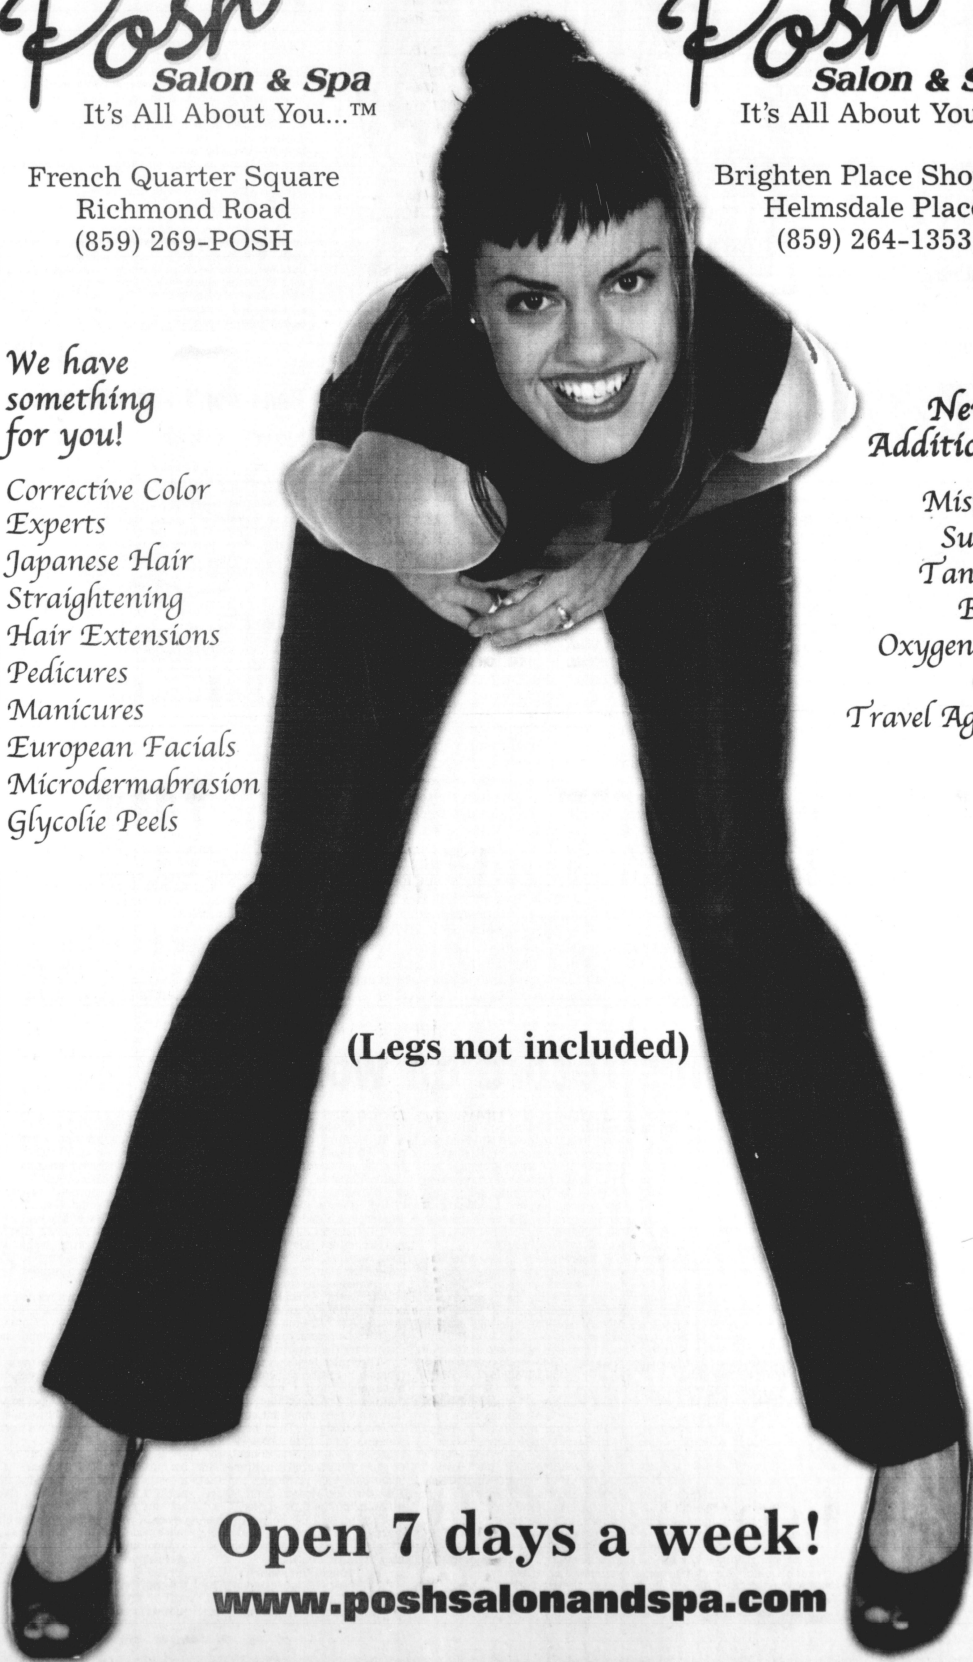 Posh
Salon & Spa
It's All About You...™
French Quarter Square
Richmond Road
(859) 269-POSH
Posh
Salon &
It's All About
Brighten Place
Helmsdale
(859) 264-1353
We have
something
for you!
Corrective Color
Experts
Japanese Hair
Straightening
Hair Extensions
Pedicures
Manicures
European Facials
Microdermabrasion
Glycolie Peels
Oxygen
Travel
(Legs not included)
Open 7 days a week!
www.poshsalonandspa.com